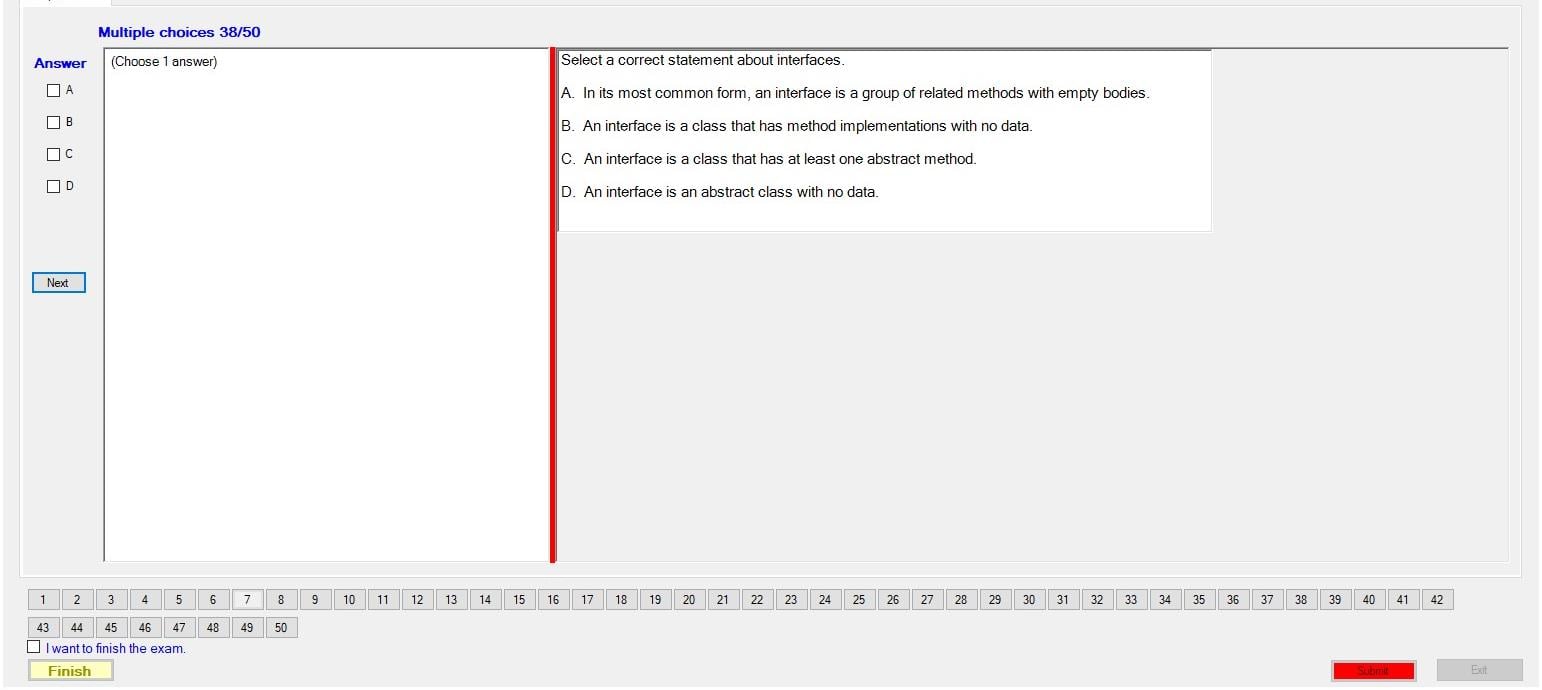 Multiple choices 38/50
Answer
(Choose 1 answer)
A
B
C
D
Next
Select a correct statement about interfaces.
A. In its most common form, an interface is a group of related methods with empty bodies.
B. An interface is a class that has method implementations with no data.
C. An interface is a class that has at least one abstract method.
D. An interface is an abstract class with no data.
1 2 3 4 5 6 7 8 9 10 11 12 13 14 15 16 17 18 19 20 21 22 23 24 25 26 27 28 29 30 31 32 33 34 35 36 37 38 39 40 41 42
43 44 45 46 47 48 49 50
I want to finish the exam.
Finish
Submit
Exit